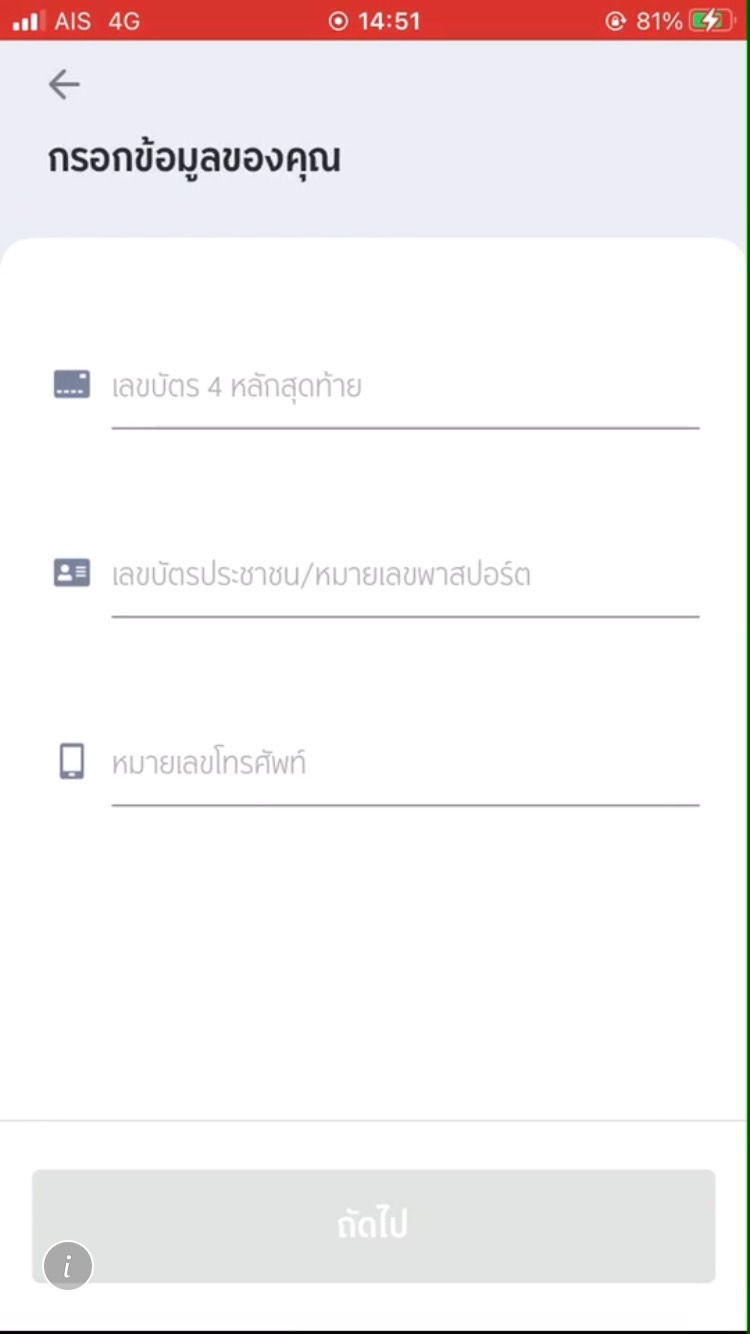 AIS 4G 14:51 81%
กรอกข้อมูลของคุณ
เลขบัตร 4 หลักสุดท้าย
เลขบัตรประชาชน/หมายเลขพาสปอร์ต
หมายเลขโทรศัพท์
ถัดไป
i